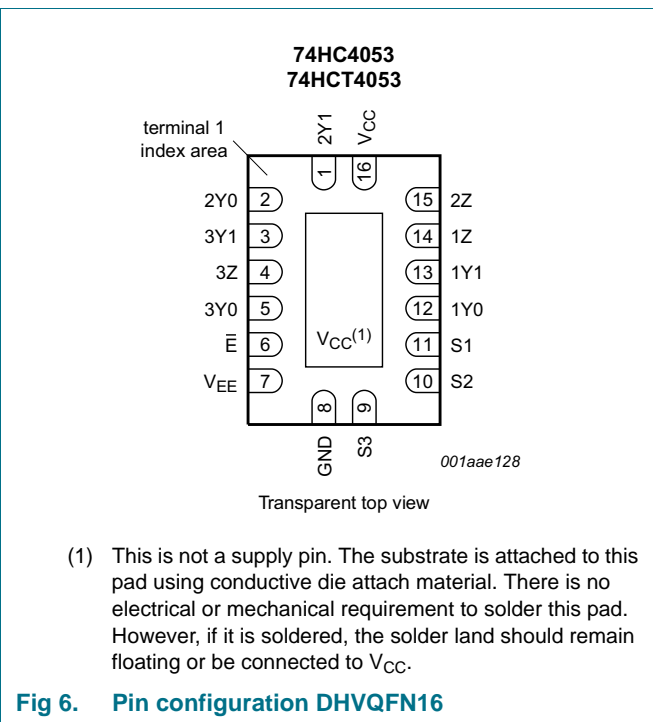 74HC4053
74HCT4053
terminal 1
index area
2Y1
VCC
1
16
2Y0 2
15 2Z
3Y1 3
14 1Z
3Z 4
13 1Y1
3Y0 5
12 1Y0
E̅ 6
VCC(1)
11 S1
VEE 7
10 S2
8
9
GND
S3
001aae128
Transparent top view
(1) This is not a supply pin. The substrate is attached to this
pad using conductive die attach material. There is no
electrical or mechanical requirement to solder this pad.
However, if it is soldered, the solder land should remain
floating or be connected to VCC.
Fig 6. Pin configuration DHVQFN16